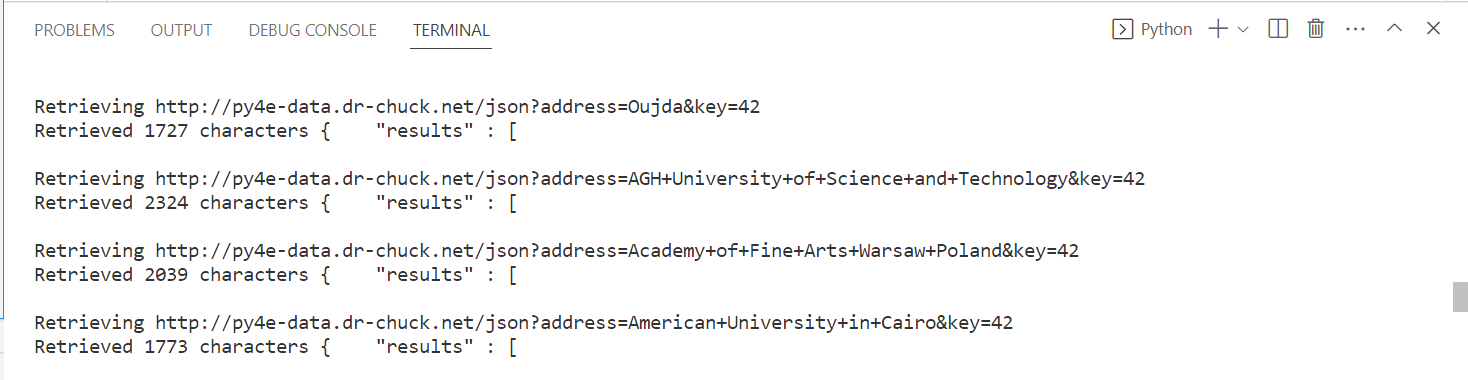 PROBLEMS OUTPUT DEBUG CONSOLE TERMINAL Python
Retrieving http://py4e-data.dr-chuck.net/json?address=Oujda&key=42
Retrieved 1727 characters {    "results" : [
Retrieving http://py4e-data.dr-chuck.net/json?address=AGH+University+of+Science+and+Technology&key=42
Retrieved 2324 characters {    "results" : [
Retrieving http://py4e-data.dr-chuck.net/json?address=Academy+of+Fine+Arts+Warsaw+Poland&key=42
Retrieved 2039 characters {    "results" : [
Retrieving http://py4e-data.dr-chuck.net/json?address=American+University+in+Cairo&key=42
Retrieved 1773 characters {    "results" : [